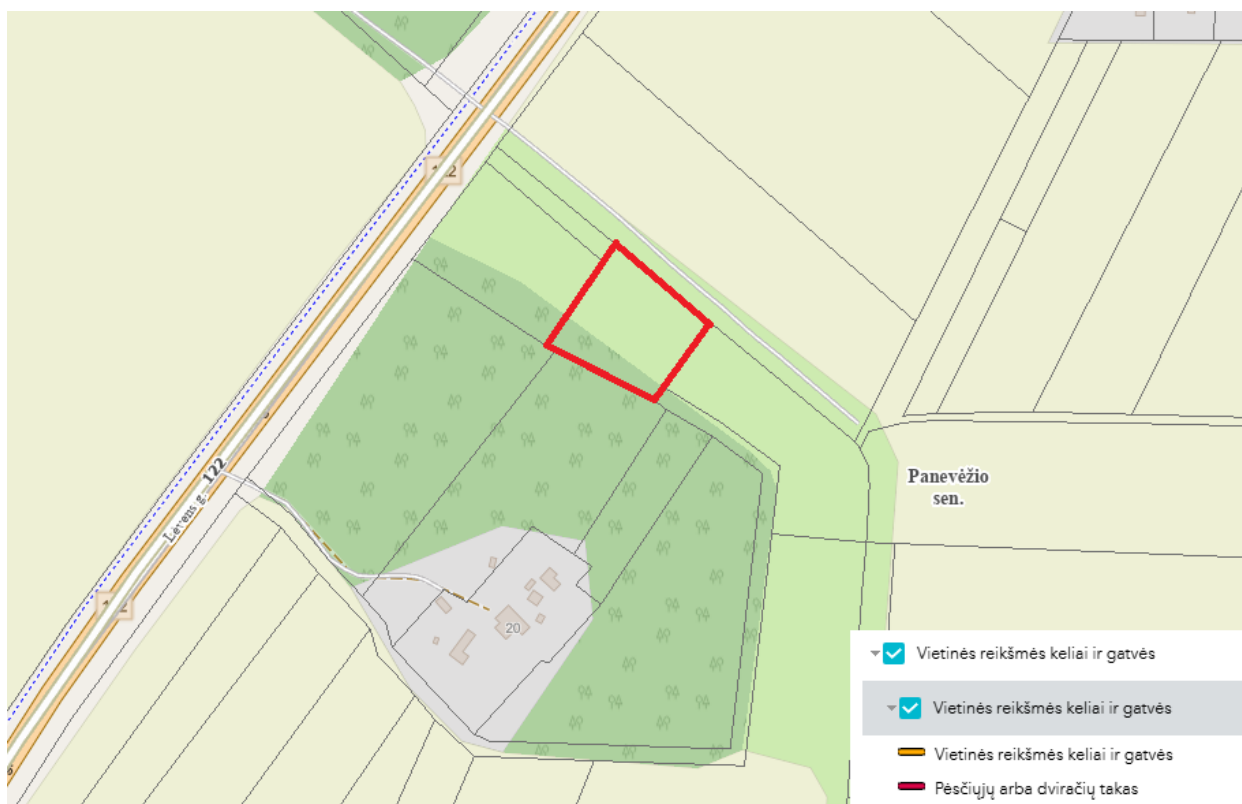 Lėvens g. 122
Panevėžio
sen.
20
Vietinės reikšmės keliai ir gatvės
Vietinės reikšmės keliai ir gatvės
Vietinės reikšmės keliai ir gatvės
Pėsčiųjų arba dviračių takas